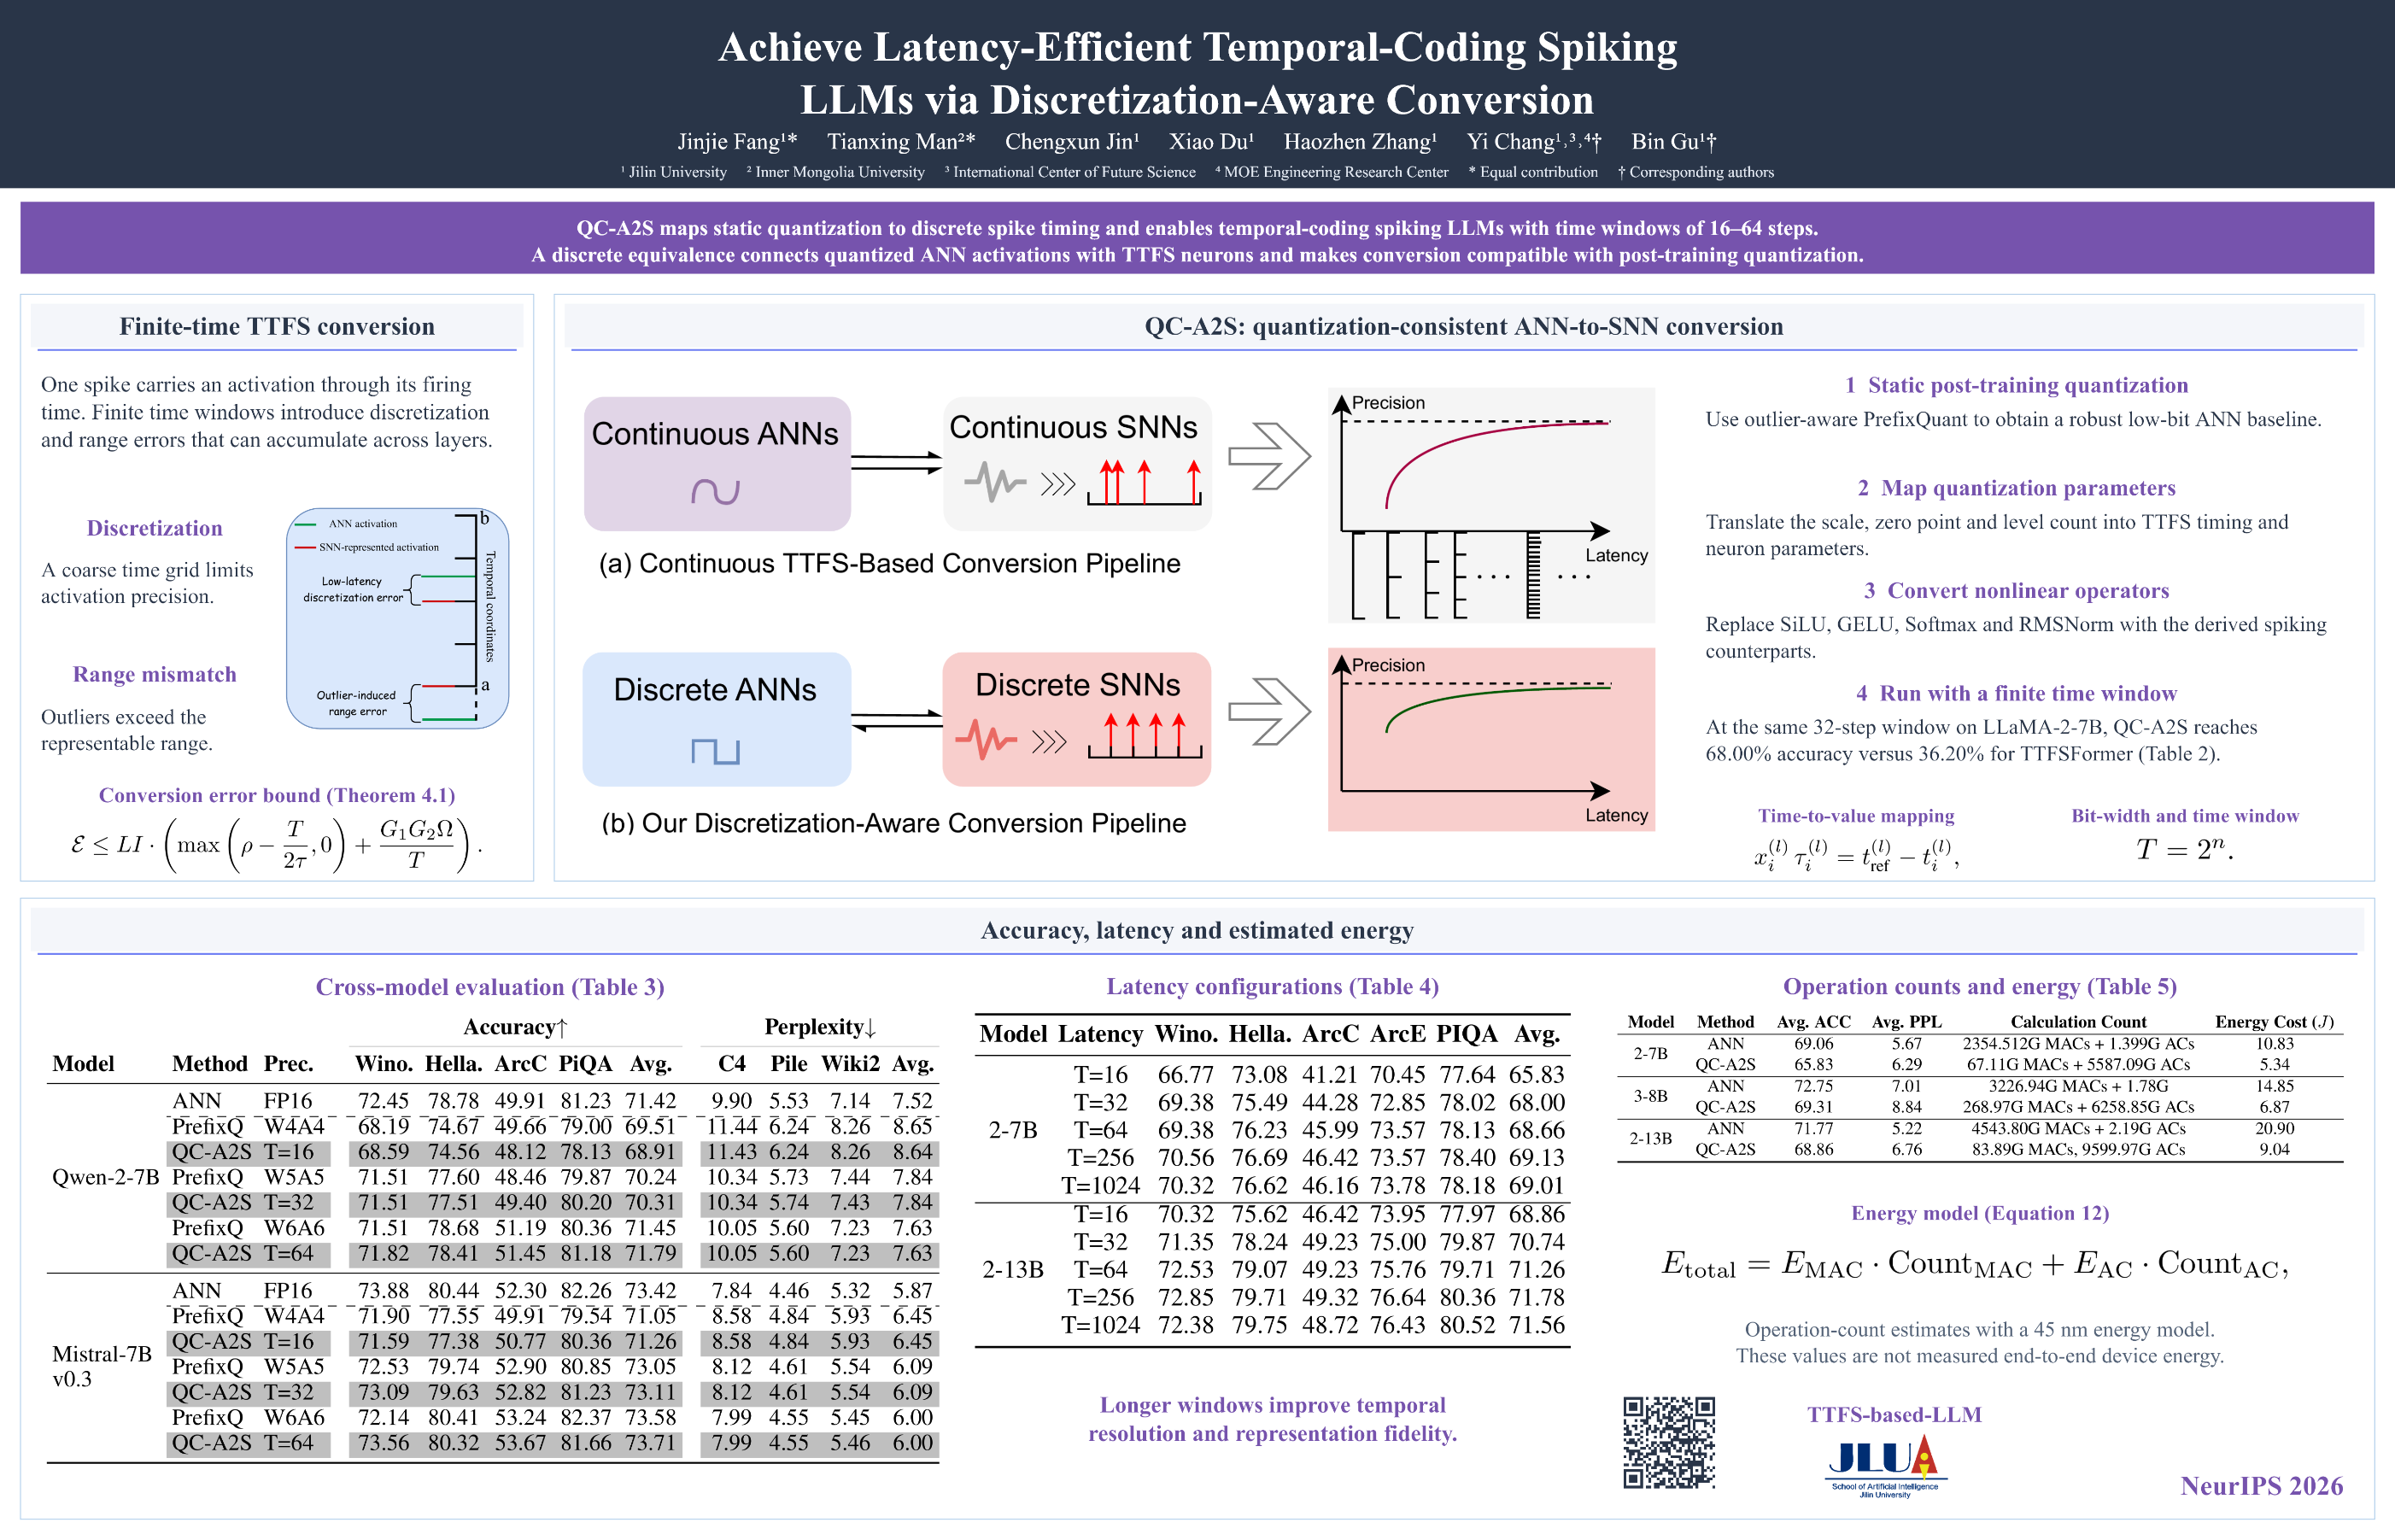 Achieve Latency-Efficient Temporal-Coding Spiking
LLMs via Discretization-Aware Conversion
Jinjie Fang¹* Tianxing Man²* Chengxun Jin¹ Xiao Du¹ Haozhen Zhang¹ Yi Chang¹,³,⁴† Bin Gu¹†
¹ Jilin University ² Inner Mongolia University ³ International Center of Future Science ⁴ MOE Engineering Research Center * Equal contribution † Corresponding authors
QC-A2S maps static quantization to discrete spike timing and enables temporal-coding spiking LLMs with time windows of 16–64 steps.
A discrete equivalence connects quantized ANN activations with TTFS neurons and makes conversion compatible with post-training quantization.
Finite-time TTFS conversion
One spike carries an activation through its firing
time. Finite time windows introduce discretization
and range errors that can accumulate across layers.
Discretization
A coarse time grid limits
activation precision.
Range mismatch
Outliers exceed the
representable range.
ANN activation
SNN-represented activation
Low-latency
discretization error
Outlier-induced
range error
b
a
Temporal coordinates
Conversion error bound (Theorem 4.1)
ℰ ≤ LI · ( max ( ρ − T/2τ, 0 ) + G₁G₂Ω/T ) .
QC-A2S: quantization-consistent ANN-to-SNN conversion
Continuous ANNs
Continuous SNNs
Precision
Latency
(a) Continuous TTFS-Based Conversion Pipeline
Discrete ANNs
Discrete SNNs
Precision
Latency
(b) Our Discretization-Aware Conversion Pipeline
1 Static post-training quantization
Use outlier-aware PrefixQuant to obtain a robust low-bit ANN baseline.
2 Map quantization parameters
Translate the scale, zero point and level count into TTFS timing and
neuron parameters.
3 Convert nonlinear operators
Replace SiLU, GELU, Softmax and RMSNorm with the derived spiking
counterparts.
4 Run with a finite time window
At the same 32-step window on LLaMA-2-7B, QC-A2S reaches
68.00% accuracy versus 36.20% for TTFSFormer (Table 2).
Time-to-value mapping
x_i^(l) τ_i^(l) = t_ref^(l) − t_i^(l),
Bit-width and time window
T = 2ⁿ.
Accuracy, latency and estimated energy
Cross-model evaluation (Table 3)
Accuracy↑ Perplexity↓
Model Method Prec. Wino. Hella. ArcC PiQA Avg. C4 Pile Wiki2 Avg.
Qwen-2-7B
ANN FP16 72.45 78.78 49.91 81.23 71.42 9.90 5.53 7.14 7.52
PrefixQ W4A4 68.19 74.67 49.66 79.00 69.51 11.44 6.24 8.26 8.65
QC-A2S T=16 68.59 74.56 48.12 78.13 68.91 11.43 6.24 8.26 8.64
PrefixQ W5A5 71.51 77.60 48.46 79.87 70.24 10.34 5.73 7.44 7.84
QC-A2S T=32 71.51 77.51 49.40 80.20 70.31 10.34 5.74 7.43 7.84
PrefixQ W6A6 71.51 78.68 51.19 80.36 71.45 10.05 5.60 7.23 7.63
QC-A2S T=64 71.82 78.41 51.45 81.18 71.79 10.05 5.60 7.23 7.63
Mistral-7B
v0.3
ANN FP16 73.88 80.44 52.30 82.26 73.42 7.84 4.46 5.32 5.87
PrefixQ W4A4 71.90 77.55 49.91 79.54 71.05 8.58 4.84 5.93 6.45
QC-A2S T=16 71.59 77.38 50.77 80.36 71.26 8.58 4.84 5.93 6.45
PrefixQ W5A5 72.53 79.74 52.90 80.85 73.05 8.12 4.61 5.54 6.09
QC-A2S T=32 73.09 79.63 52.82 81.23 73.11 8.12 4.61 5.54 6.09
PrefixQ W6A6 72.14 80.41 53.24 82.37 73.58 7.99 4.55 5.45 6.00
QC-A2S T=64 73.56 80.32 53.67 81.66 73.71 7.99 4.55 5.46 6.00
Latency configurations (Table 4)
Model Latency Wino. Hella. ArcC ArcE PIQA Avg.
2-7B
T=16 66.77 73.08 41.21 70.45 77.64 65.83
T=32 69.38 75.49 44.28 72.85 78.02 68.00
T=64 69.38 76.23 45.99 73.57 78.13 68.66
T=256 70.56 76.69 46.42 73.57 78.40 69.13
T=1024 70.32 76.62 46.16 73.78 78.18 69.01
2-13B
T=16 70.32 75.62 46.42 73.95 77.97 68.86
T=32 71.35 78.24 49.23 75.00 79.87 70.74
T=64 72.53 79.07 49.23 75.76 79.71 71.26
T=256 72.85 79.71 49.32 76.64 80.36 71.78
T=1024 72.38 79.75 48.72 76.43 80.52 71.56
Longer windows improve temporal
resolution and representation fidelity.
Operation counts and energy (Table 5)
Model Method Avg. ACC Avg. PPL Calculation Count Energy Cost (J)
2-7B
ANN 69.06 5.67 2354.512G MACs + 1.399G ACs 10.83
QC-A2S 65.83 6.29 67.11G MACs + 5587.09G ACs 5.34
3-8B
ANN 72.75 7.01 3226.94G MACs + 1.78G 14.85
QC-A2S 69.31 8.84 268.97G MACs + 6258.85G ACs 6.87
2-13B
ANN 71.77 5.22 4543.80G MACs + 2.19G ACs 20.90
QC-A2S 68.86 6.76 83.89G MACs, 9599.97G ACs 9.04
Energy model (Equation 12)
E_total = E_MAC · Count_MAC + E_AC · Count_AC,
Operation-count estimates with a 45 nm energy model.
These values are not measured end-to-end device energy.
TTFS-based-LLM
JLUA
School of Artificial Intelligence
Jilin University
NeurIPS 2026